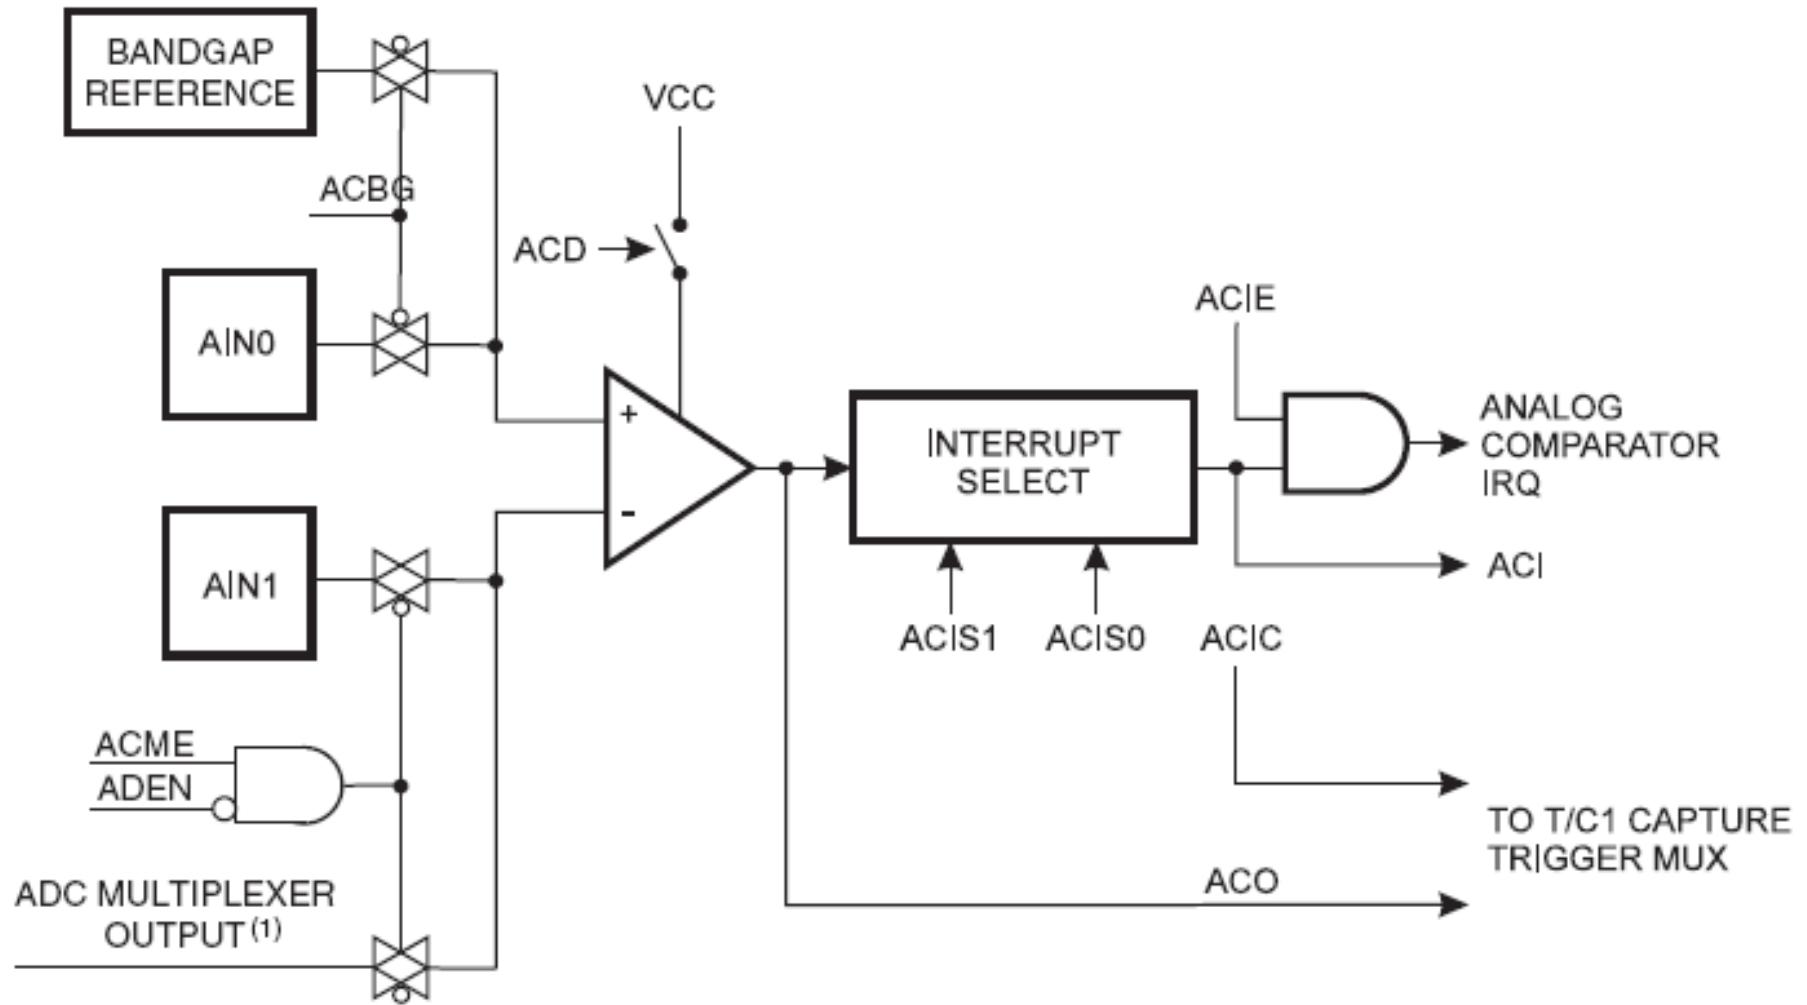 BANDGAP
REFERENCE
VCC
ACBG
ACD
ACIE
AIN0
+
ANALOG
COMPARATOR
IRQ
INTERRUPT
SELECT
-
AIN1
ACI
ACIS1
ACIS0
ACIC
ACME
ADEN
TO T/C1 CAPTURE
TRIGGER MUX
ACO
ADC MULTIPLEXER
OUTPUT(1)